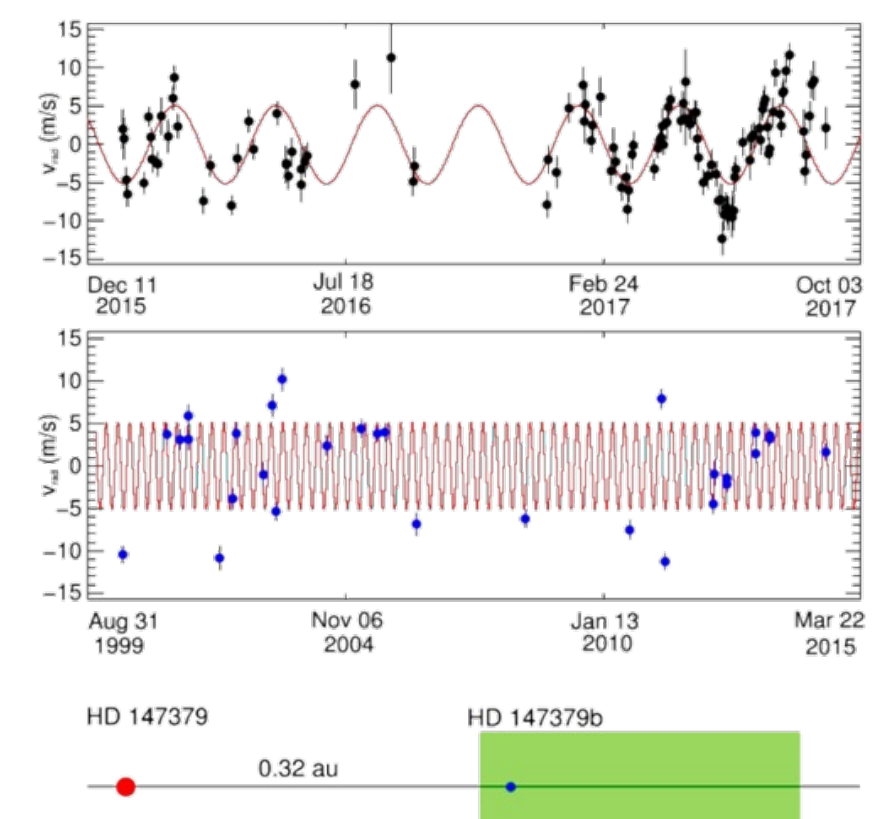 15
10
5
0
−5
−10
−15
v_rad (m/s)
Dec 11 Jul 18 Feb 24 Oct 03
2015 2016 2017 2017
15
10
5
0
−5
−10
−15
v_rad (m/s)
Aug 31 Nov 06 Jan 13 Mar 22
1999 2004 2010 2015
HD 147379 HD 147379b
0.32 au